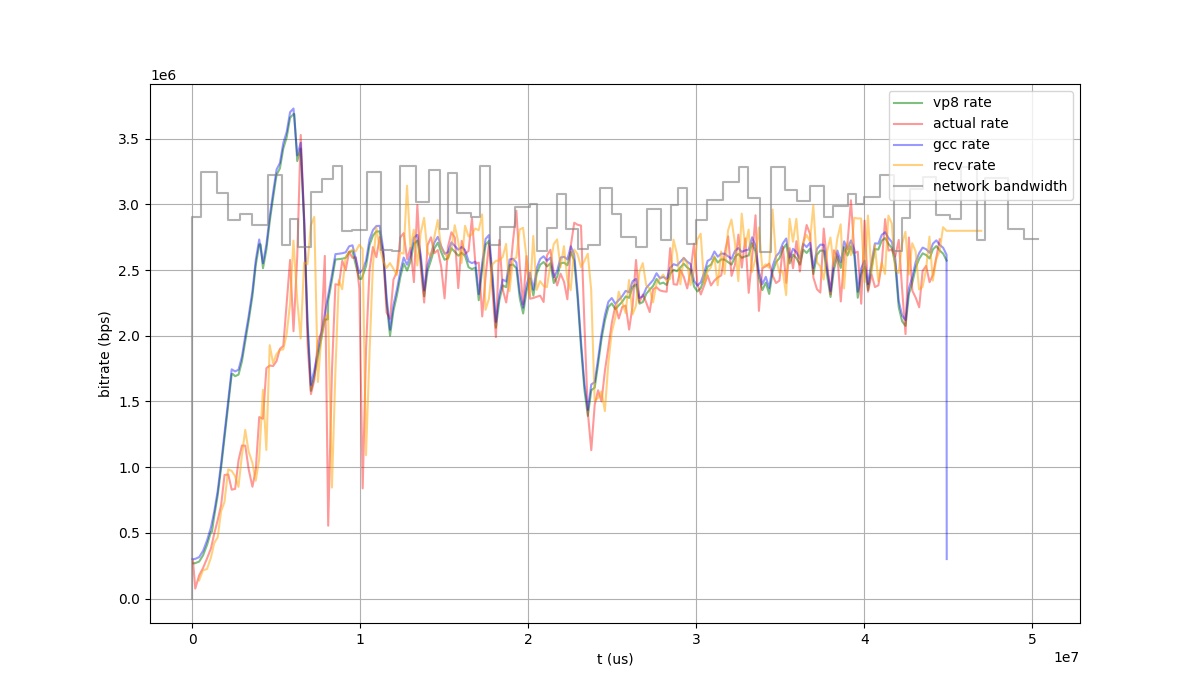 1e6
vp8 rate
actual rate
gcc rate
recv rate
network bandwidth
3.5
3.0
2.5
2.0
1.5
1.0
0.5
0.0
bitrate (bps)
0 1 2 3 4 5
t (us)
1e7